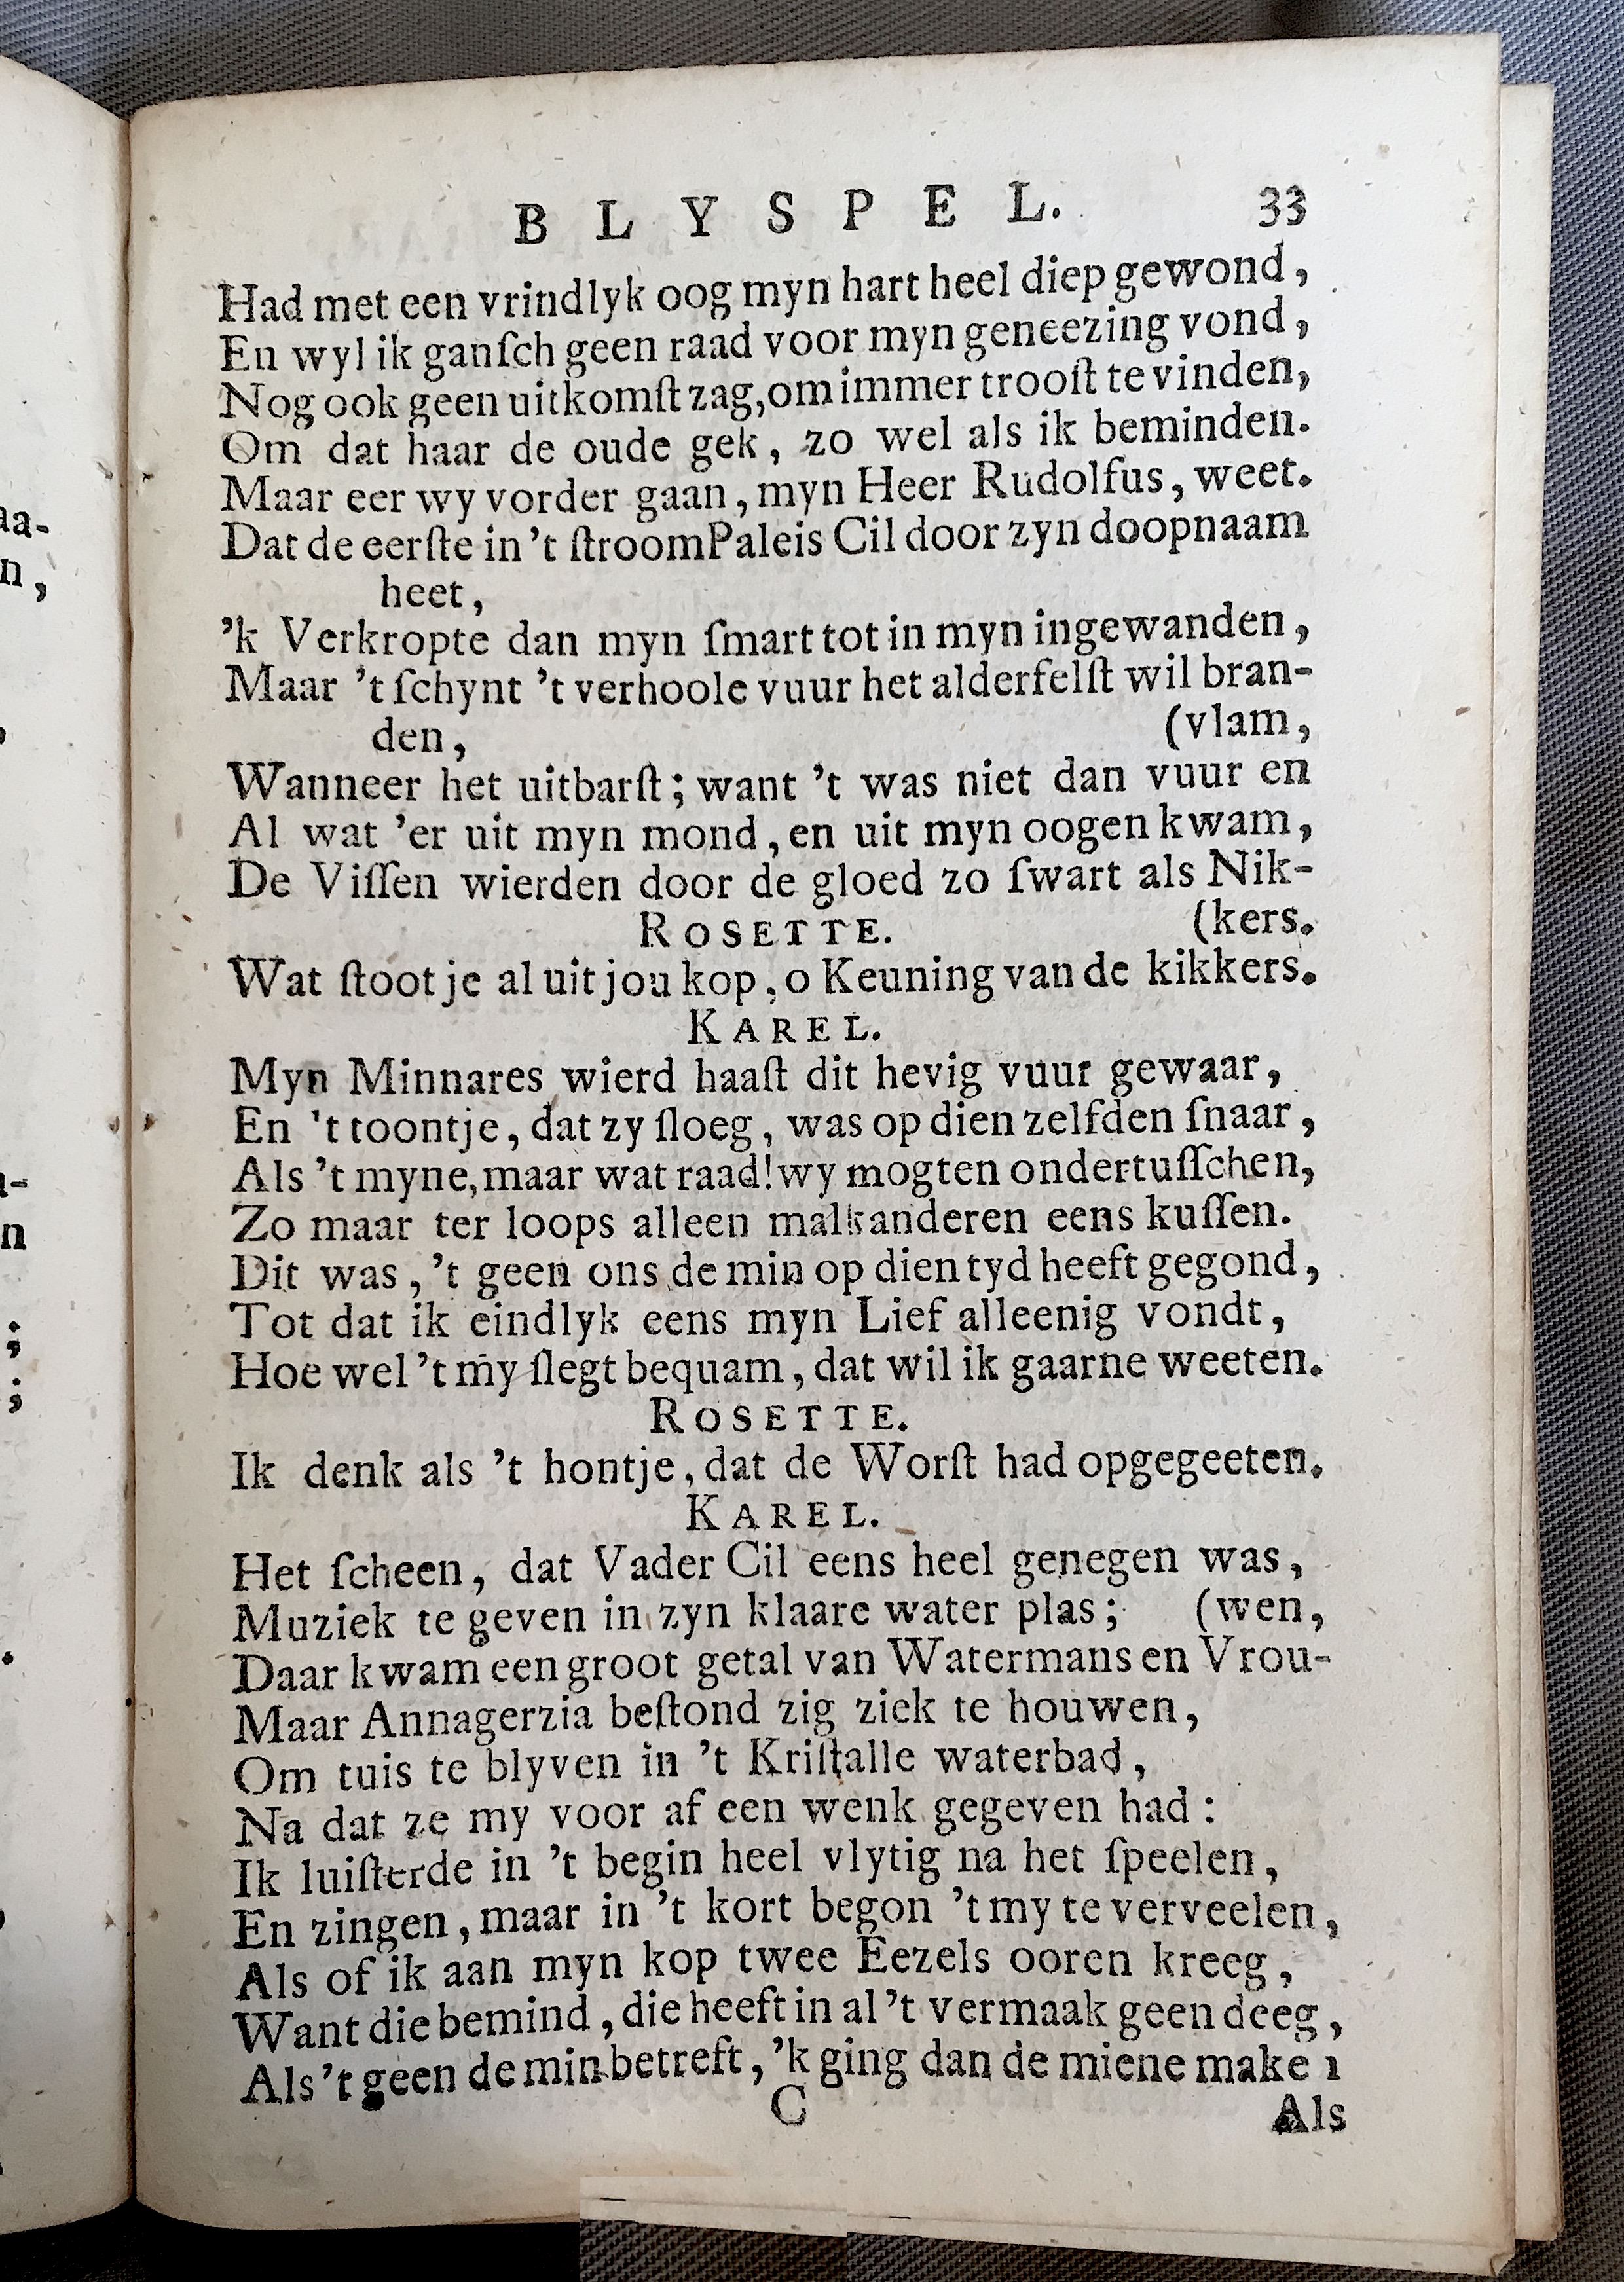 BLYSPEL. 33
Had met een vrindlyk oog myn hart heel diep gewond,
En wyl ik ganſch geen raad voor myn geneezing vond,
Nog ook geen uitkomſt zag, om immer trooſt te vinden,
Om dat haar de oude gek, zo wel als ik beminden.
Maar eer wy vorder gaan, myn Heer Rudolfus, weet.
Dat de eerſte in 't ſtroomPaleis Cil door zyn doopnaam
heet,
'k Verkropte dan myn ſmart tot in myn ingewanden,
Maar 't ſchynt 't verhoole vuur het alderfelſt wil bran-
den, (vlam,
Wanneer het uitbarſt; want 't was niet dan vuur en
Al wat 'er uit myn mond, en uit myn oogen kwam,
De Viſſen wierden door de gloed zo ſwart als Nik-
ROSETTE. (kers.
Wat ſtoot je al uit jou kop, o Keuning van de kikkers.
KAREL.
Myn Minnares wierd haaſt dit hevig vuur gewaar,
En 't toontje, dat zy ſloeg, was op dien zelfden ſnaar,
Als 't myne, maar wat raad! wy mogten ondertuſſchen,
Zo maar ter loops alleen malkanderen eens kuſſen.
Dit was, 't geen ons de min op dien tyd heeft gegond,
Tot dat ik eindlyk eens myn Lief alleenig vondt,
Hoe wel 't my ſlegt bequam, dat wil ik gaarne weeten.
ROSETTE.
Ik denk als 't hontje, dat de Worſt had opgegeeten.
KAREL.
Het ſcheen, dat Vader Cil eens heel genegen was,
Muziek te geven in zyn klaare water plas; (wen,
Daar kwam een groot getal van Watermans en Vrou-
Maar Annagerzia beſtond zig ziek te houwen,
Om tuis te blyven in 't Kriſtalle waterbad,
Na dat ze my voor af een wenk gegeven had:
Ik luiſterde in 't begin heel vlytig na het ſpeelen,
En zingen, maar in 't kort begon 't my te verveelen,
Als of ik aan myn kop twee Eezels ooren kreeg,
Want die bemind, die heeft in al 't vermaak geen deeg,
Als 't geen de min betreft, 'k ging dan de miene make
C Als